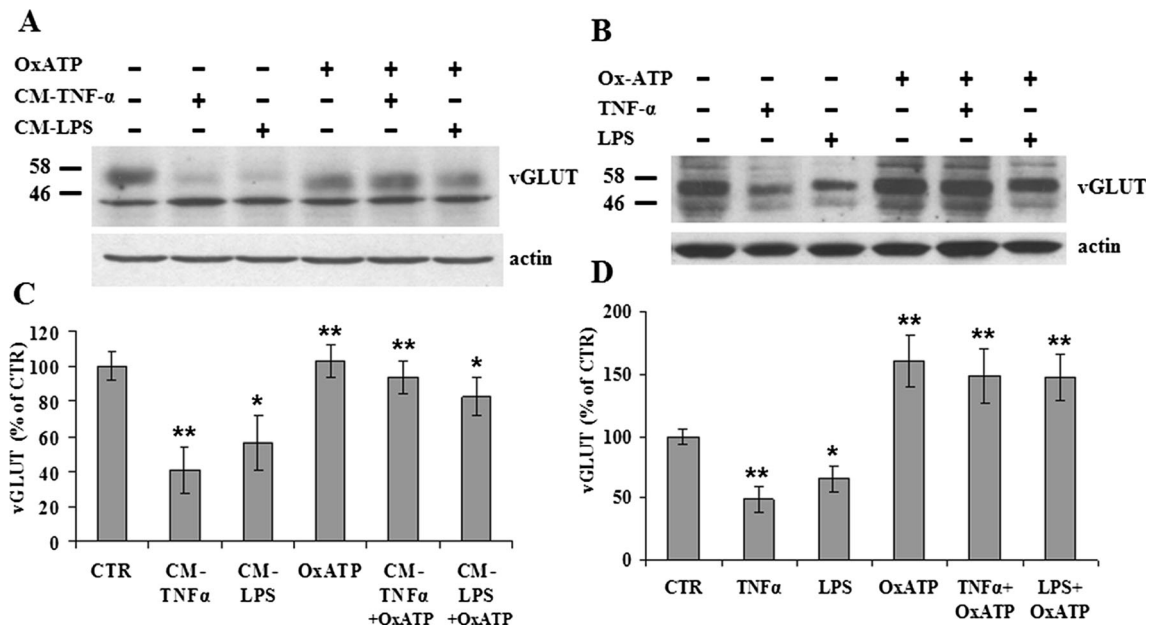 A
OxATP − − − + + +
CM-TNF-α − + − − + −
CM-LPS − − + − − +
58
46
vGLUT
actin
B
Ox-ATP − − − + + +
TNF-α − + − − + −
LPS − − + − − +
58
46
vGLUT
actin
C
vGLUT (% of CTR)
120
100
80
60
40
20
0
** * ** ** *
CTR CM-TNFα CM-LPS OxATP CM-TNFα+OxATP CM-LPS+OxATP
D
vGLUT (% of CTR)
200
150
100
50
0
** * ** ** **
CTR TNFα LPS OxATP TNFα+OxATP LPS+OxATP